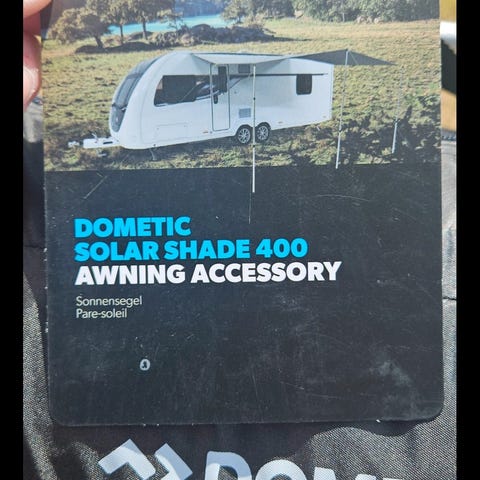 DOMETIC
SOLAR SHADE 400
AWNING ACCESSORY
Sonnensegel
Pare-soleil